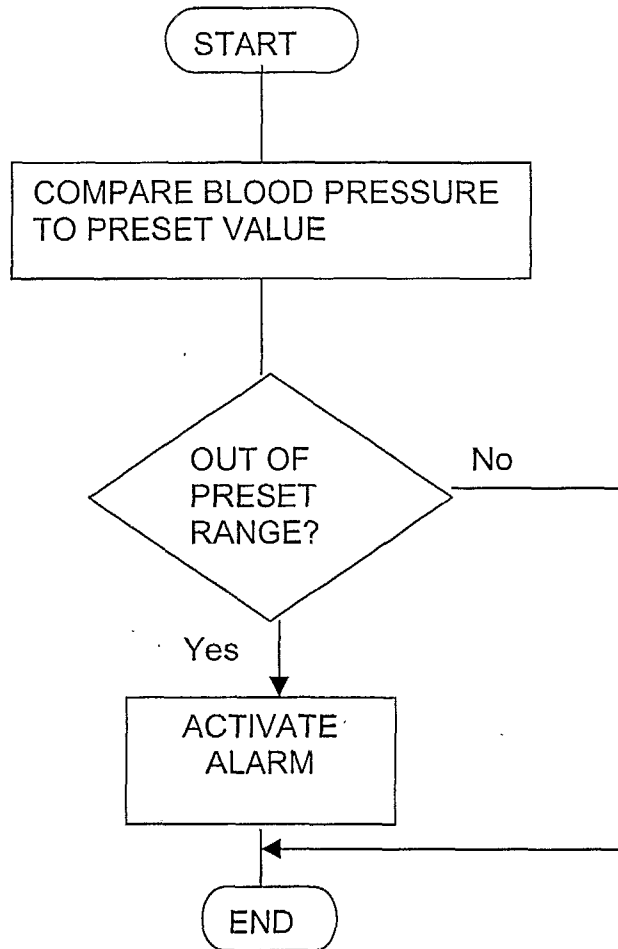 START
COMPARE BLOOD PRESSURE
TO PRESET VALUE
OUT OF
PRESET
RANGE?
No
Yes
ACTIVATE
ALARM
END